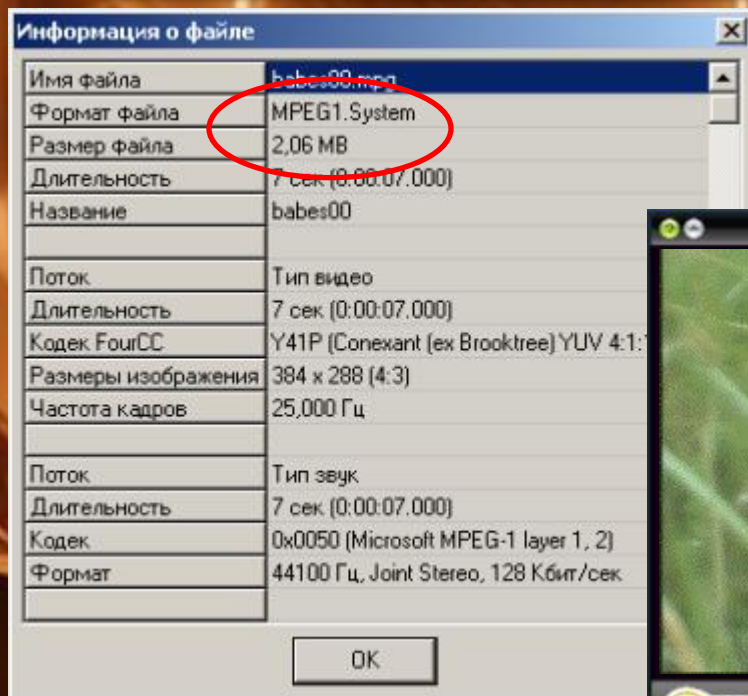 Информация о файле
Имя файла babes00.mpg
Формат файла MPEG1.System
Размер файла 2,06 MB
Длительность 7 сек (0:00:07.000)
Название babes00
Поток Тип видео
Длительность 7 сек (0:00:07.000)
Кодек FourCC Y41P (Conexant (ex Brooktree) YUV 4:1:
Размеры изображения 384 x 288 (4:3)
Частота кадров 25,000 Гц
Поток Тип звук
Длительность 7 сек (0:00:07.000)
Кодек 0x0050 (Microsoft MPEG-1 layer 1, 2)
Формат 44100 Гц, Joint Stereo, 128 Кбит/сек
OK